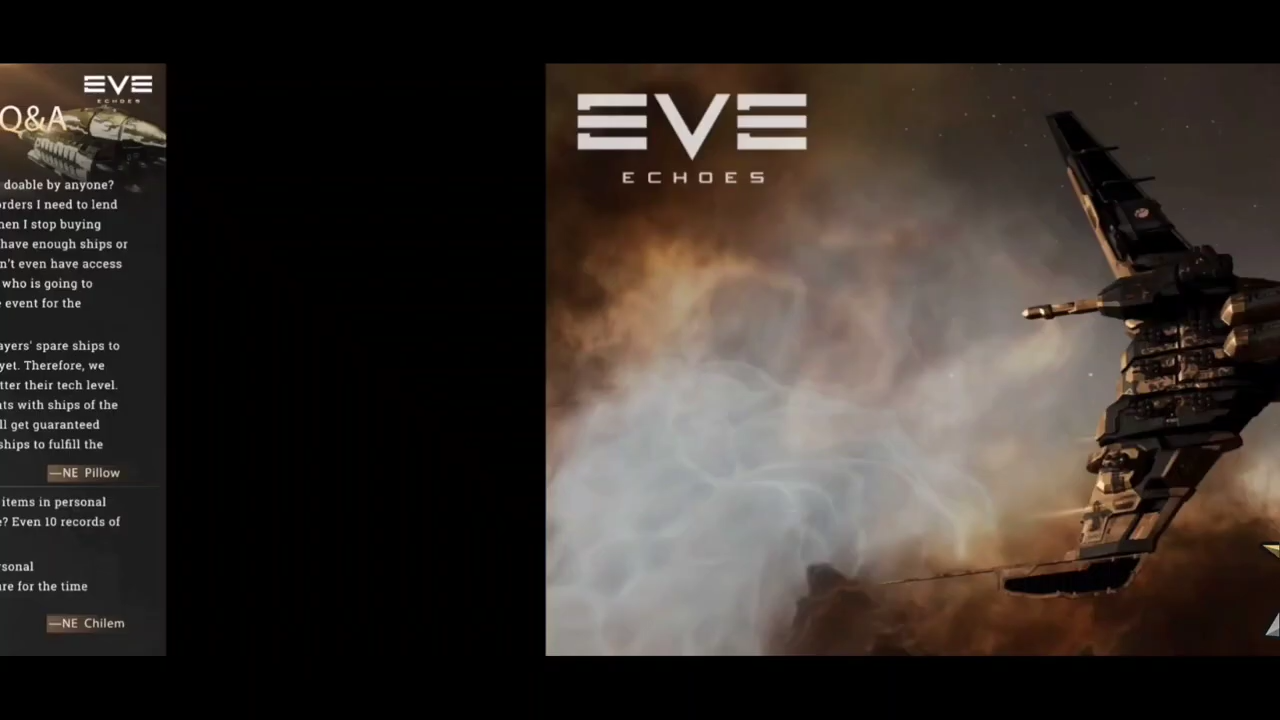 EVE
ECHOES
Q&A
doable by anyone?
orders I need to lend
hen I stop buying
have enough ships or
n't even have access
who is going to
e event for the
ayers' spare ships to
yet. Therefore, we
tter their tech level.
nts with ships of the
ll get guaranteed
ships to fulfill the
—NE Pillow
items in personal
e? Even 10 records of
rsonal
are for the time
—NE Chilem
EVE
ECHOES